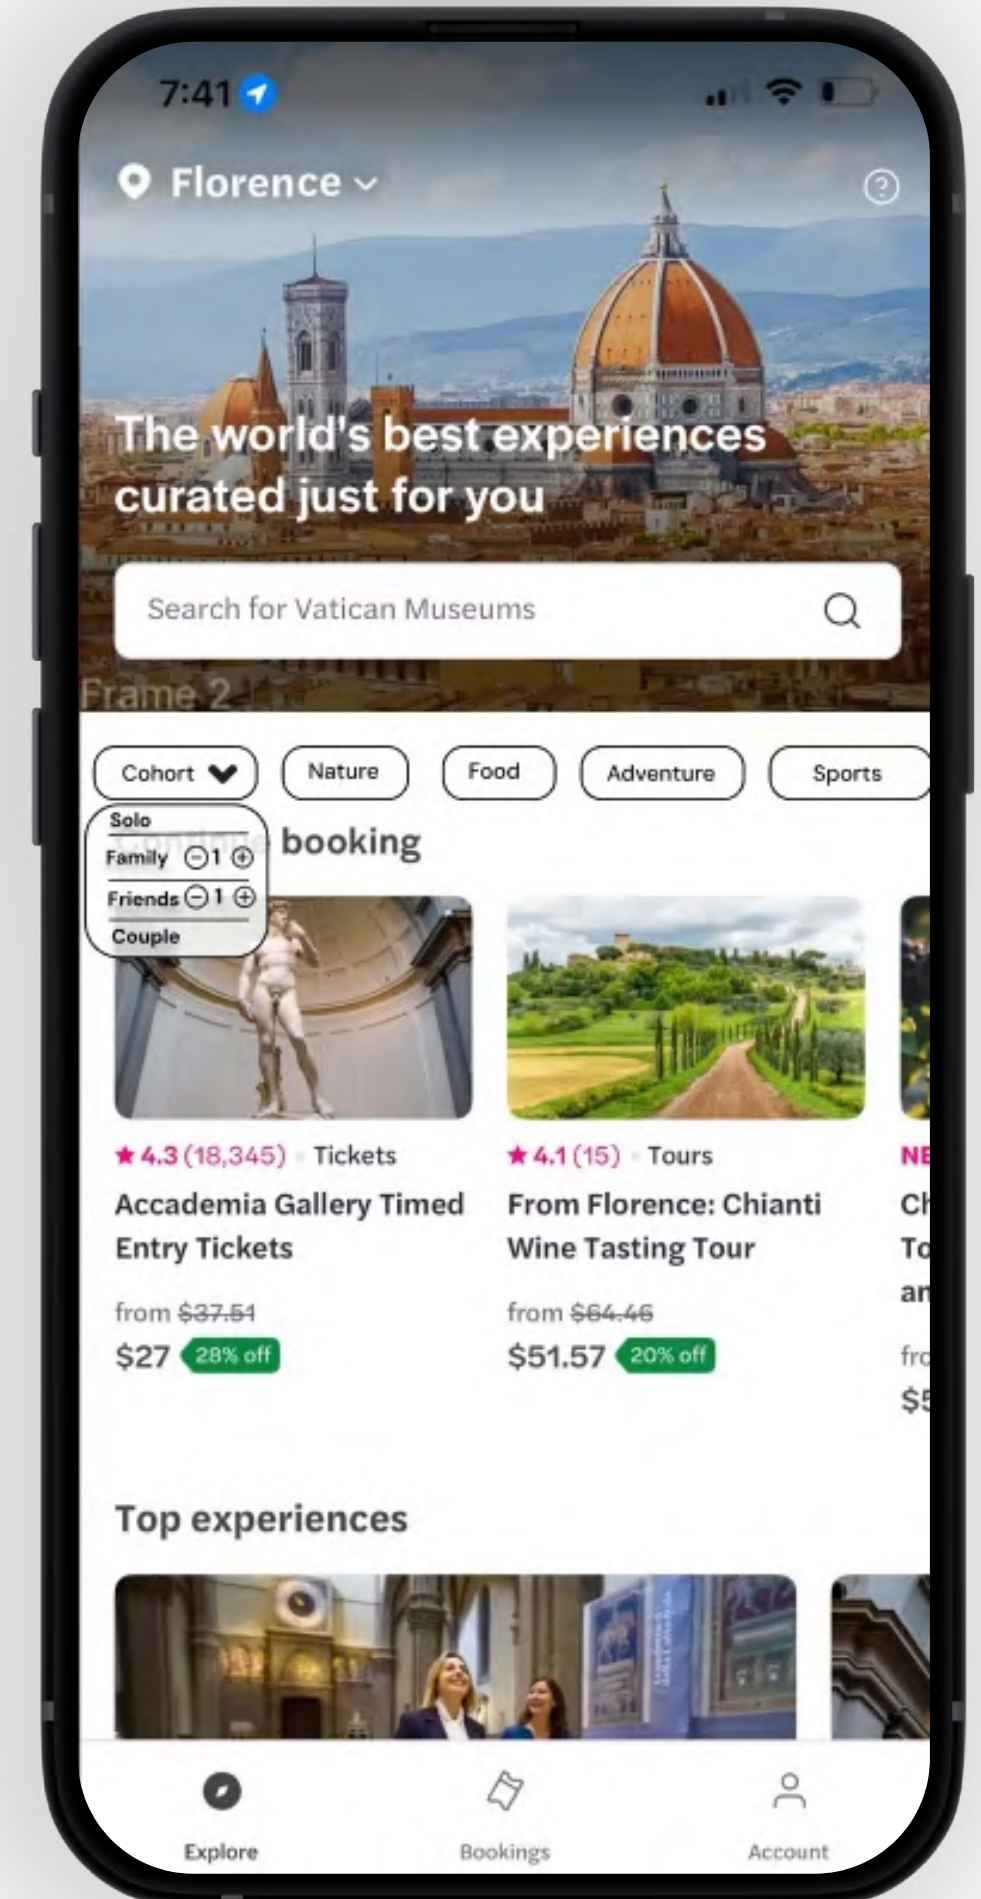 7:41
Florence
The world's best experiences
curated just for you
Search for Vatican Museums
Frame 2
Cohort
Nature
Food
Adventure
Sports
Solo
Family 1
Friends 1
Couple
Continue booking
4.3 (18,345) Tickets
Accademia Gallery Timed
Entry Tickets
from $37.51
$27 28% off
4.1 (15) Tours
From Florence: Chianti
Wine Tasting Tour
from $64.46
$51.57 20% off
Top experiences
Explore
Bookings
Account